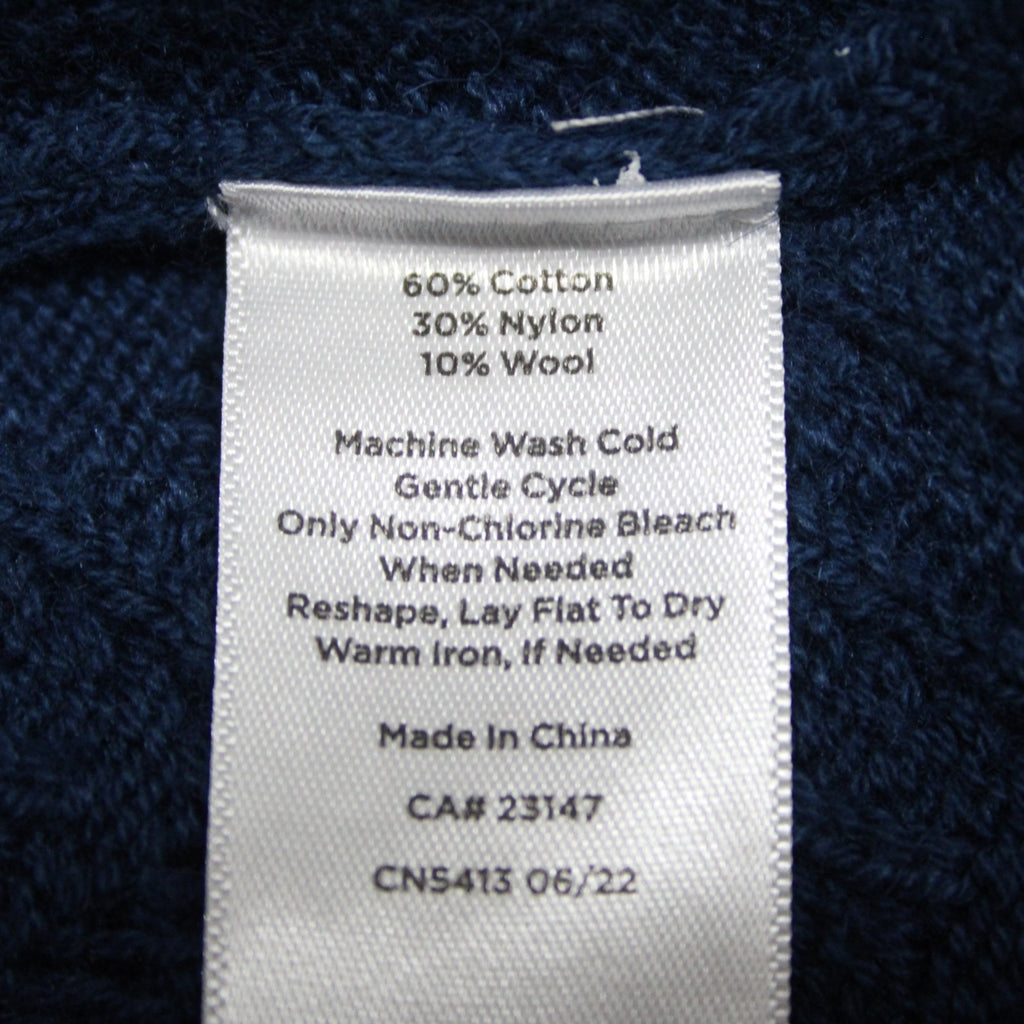 60% Cotton
30% Nylon
10% Wool
Machine Wash Cold
Gentle Cycle
Only Non-Chlorine Bleach
When Needed
Reshape, Lay Flat To Dry
Warm Iron, If Needed
Made In China
CA# 23147
CN5413 06/22